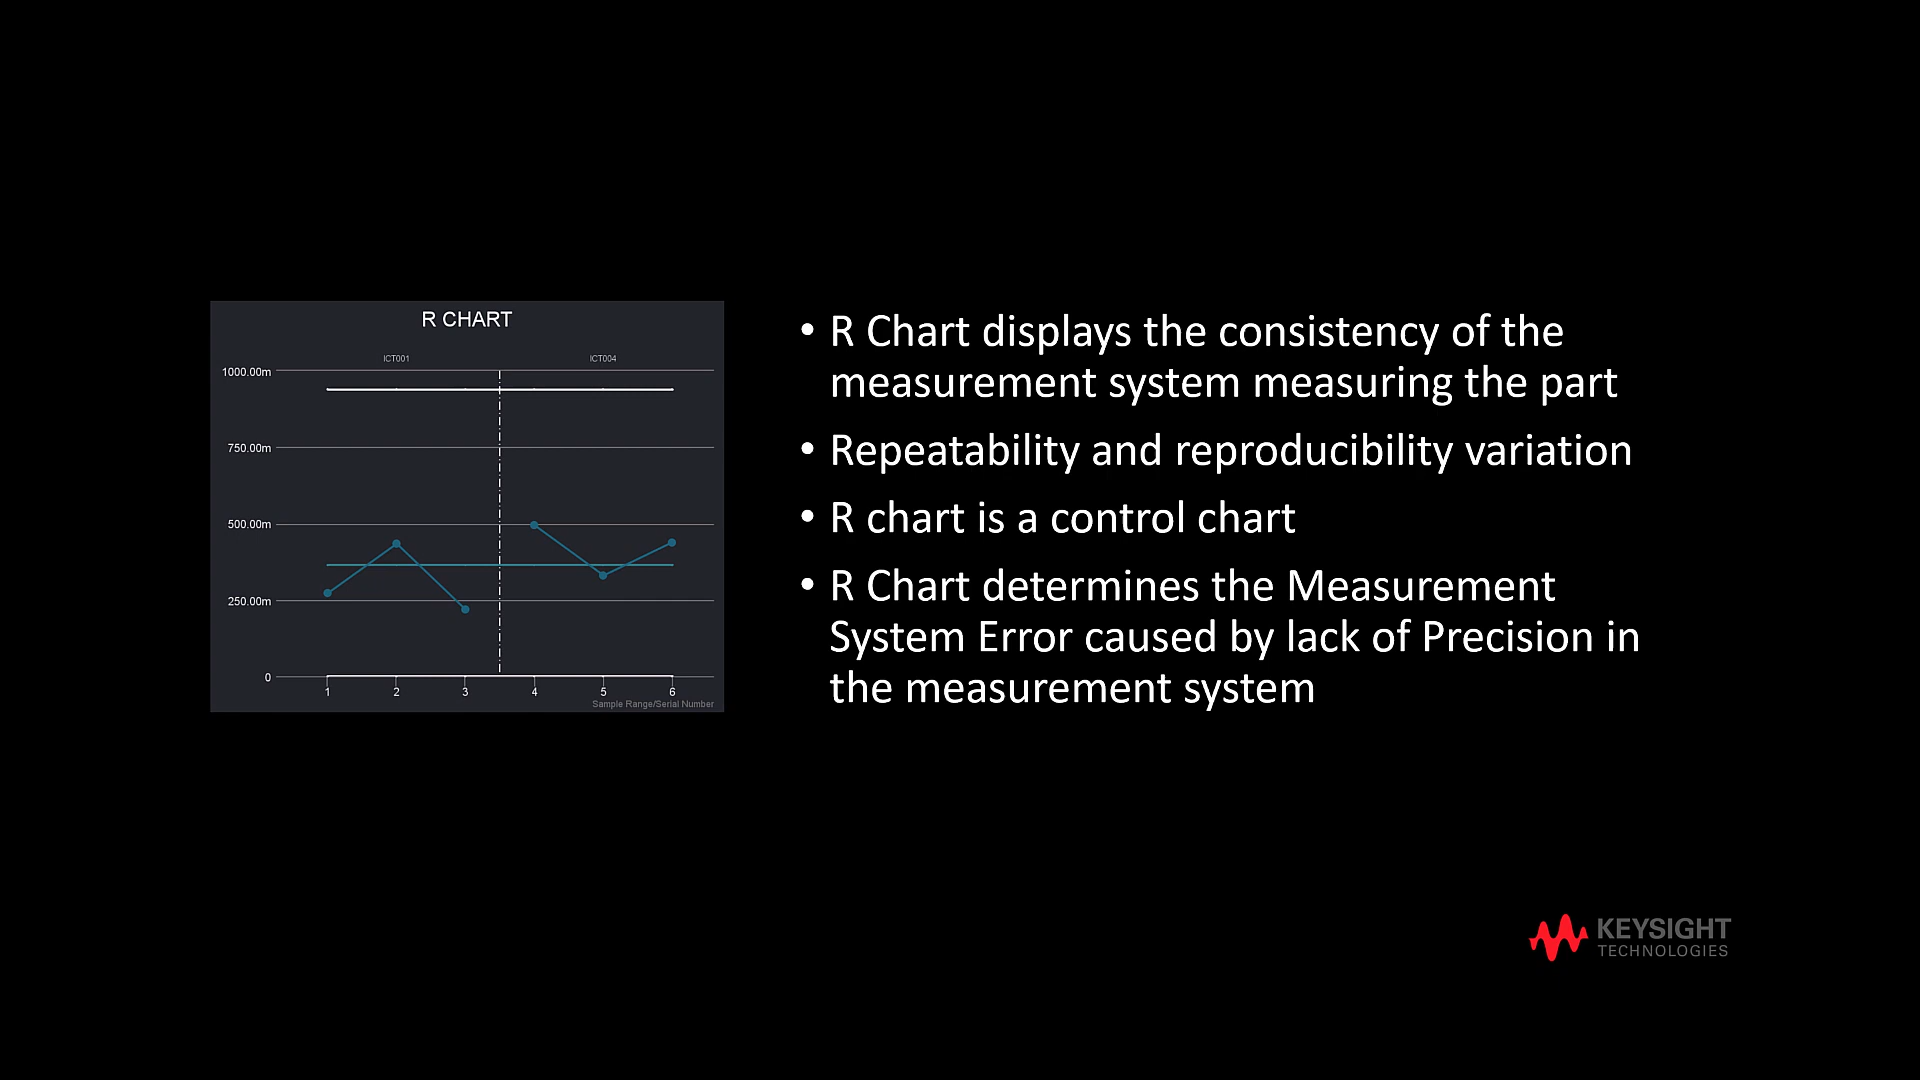 R CHART
ICT001 ICT004
1000.00m
750.00m
500.00m
250.00m
0
1 2 3 4 5 6
Sample Range/Serial Number
• R Chart displays the consistency of the
measurement system measuring the part
• Repeatability and reproducibility variation
• R chart is a control chart
• R Chart determines the Measurement
System Error caused by lack of Precision in
the measurement system
KEYSIGHT
TECHNOLOGIES